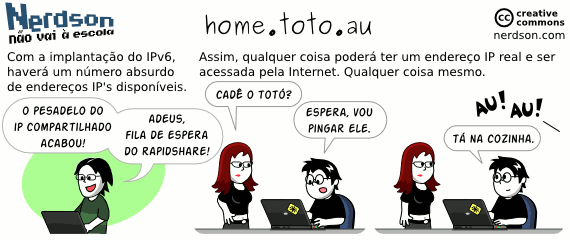 Nerdson
não vai à escola
home.toto.au
creative
commons
nerdson.com
Com a implantação do IPv6,
haverá um número absurdo
de endereços IP's disponíveis.
Assim, qualquer coisa poderá ter um endereço IP real e ser
acessada pela Internet. Qualquer coisa mesmo.
O PESADELO DO
IP COMPARTILHADO
ACABOU!
ADEUS,
FILA DE ESPERA
DO RAPIDSHARE!
CADÊ O TOTÓ?
ESPERA, VOU
PINGAR ELE.
AU! AU!
TÁ NA COZINHA.